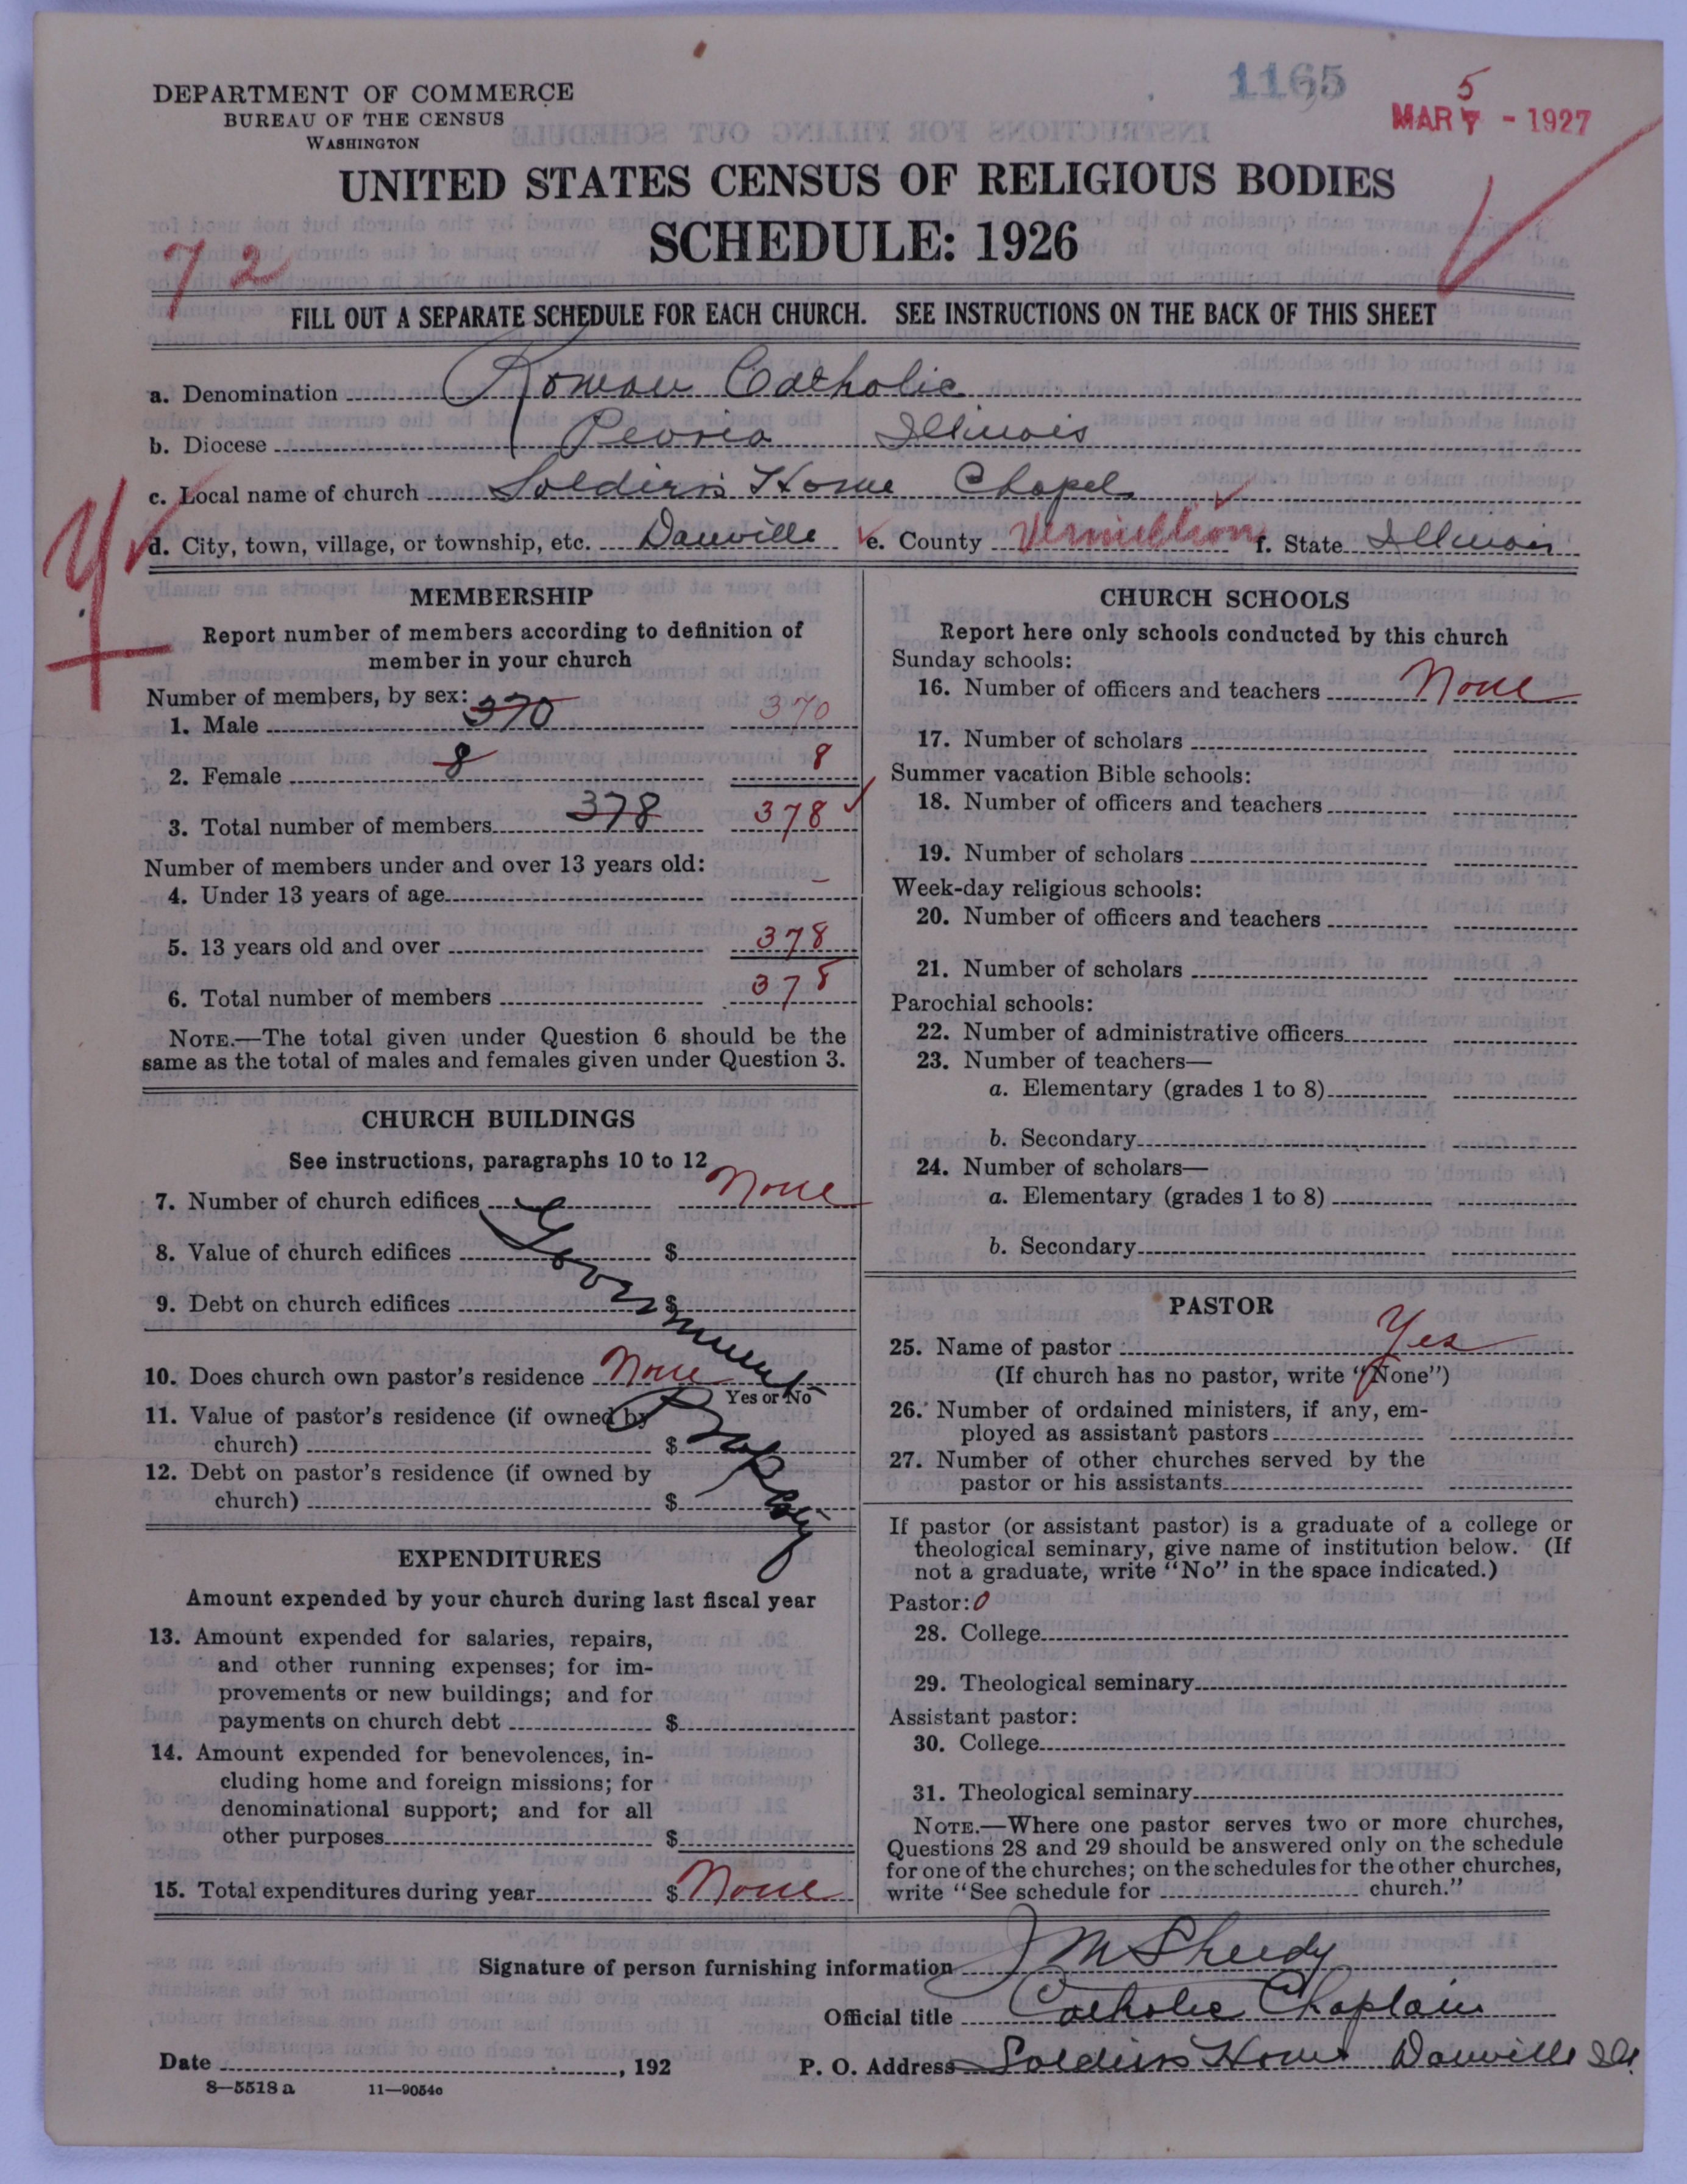 1165
5
MAR 7 - 1927
DEPARTMENT OF COMMERCE
BUREAU OF THE CENSUS
WASHINGTON
UNITED STATES CENSUS OF RELIGIOUS BODIES
SCHEDULE: 1926
72
FILL OUT A SEPARATE SCHEDULE FOR EACH CHURCH. SEE INSTRUCTIONS ON THE BACK OF THIS SHEET
a. Denomination Roman Catholic
b. Diocese Peoria Illinois
c. Local name of church Soldiers Home Chapel
d. City, town, village, or township, etc. Danville e. County Vermillion f. State Illinois
MEMBERSHIP
Report number of members according to definition of
member in your church
Number of members, by sex:
1. Male 370 370
2. Female 8 8
3. Total number of members 378 378
Number of members under and over 13 years old:
4. Under 13 years of age –
5. 13 years old and over 378
6. Total number of members 378
NOTE.—The total given under Question 6 should be the
same as the total of males and females given under Question 3.
CHURCH BUILDINGS
See instructions, paragraphs 10 to 12
7. Number of church edifices None
8. Value of church edifices $
9. Debt on church edifices $
Government Property
10. Does church own pastor's residence None
Yes or No
11. Value of pastor's residence (if owned by
church) $
12. Debt on pastor's residence (if owned by
church) $
EXPENDITURES
Amount expended by your church during last fiscal year
13. Amount expended for salaries, repairs,
and other running expenses; for im-
provements or new buildings; and for
payments on church debt $
14. Amount expended for benevolences, in-
cluding home and foreign missions; for
denominational support; and for all
other purposes $
15. Total expenditures during year $ None
CHURCH SCHOOLS
Report here only schools conducted by this church
Sunday schools:
16. Number of officers and teachers None
17. Number of scholars
Summer vacation Bible schools:
18. Number of officers and teachers
19. Number of scholars
Week-day religious schools:
20. Number of officers and teachers
21. Number of scholars
Parochial schools:
22. Number of administrative officers
23. Number of teachers—
a. Elementary (grades 1 to 8)
b. Secondary
24. Number of scholars—
a. Elementary (grades 1 to 8)
b. Secondary
PASTOR
25. Name of pastor Yes
(If church has no pastor, write "None")
26. Number of ordained ministers, if any, em-
ployed as assistant pastors
27. Number of other churches served by the
pastor or his assistants
If pastor (or assistant pastor) is a graduate of a college or
theological seminary, give name of institution below. (If
not a graduate, write "No" in the space indicated.)
Pastor: 0
28. College
29. Theological seminary
Assistant pastor:
30. College
31. Theological seminary
NOTE.—Where one pastor serves two or more churches,
Questions 28 and 29 should be answered only on the schedule
for one of the churches; on the schedules for the other churches,
write "See schedule for church."
Signature of person furnishing information J M Sheedy
Official title Catholic Chaplain
Date , 192 P. O. Address Soldiers Home Danville Ill.
8—5518 a 11—9054c